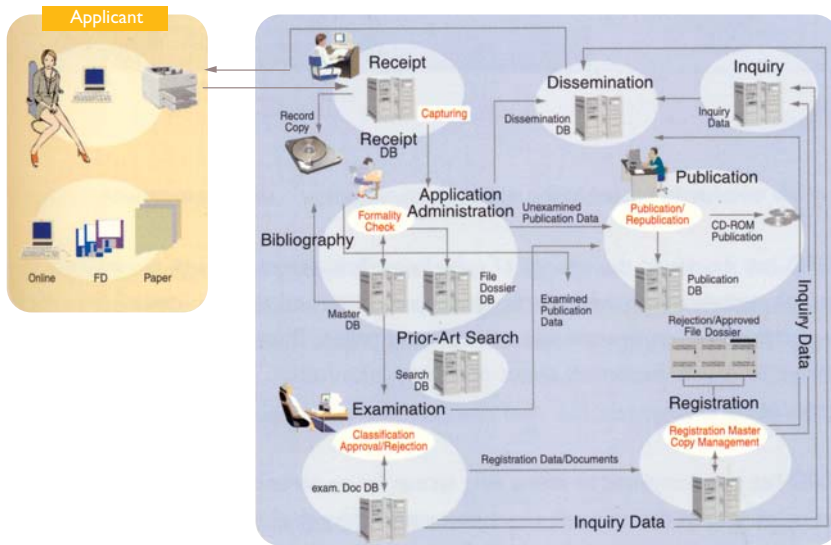 Applicant
Online
FD
Paper
Receipt
Record
Copy
Capturing
Receipt
DB
Dissemination
Dissemination
DB
Inquiry
Inquiry
Data
Application
Administration
Formality
Check
Bibliography
Master
DB
File
Dossier
DB
Unexamined
Publication Data
Examined
Publication
Data
Publication
Publication/
Republication
CD-ROM
Publication
Publication
DB
Prior-Art Search
Search
DB
Examination
Classification
Approval/Rejection
exam. Doc DB
Registration Data/Documents
Rejection/Approved
File Dossier
Registration
Registration Master
Copy Management
Inquiry Data
Inquiry Data